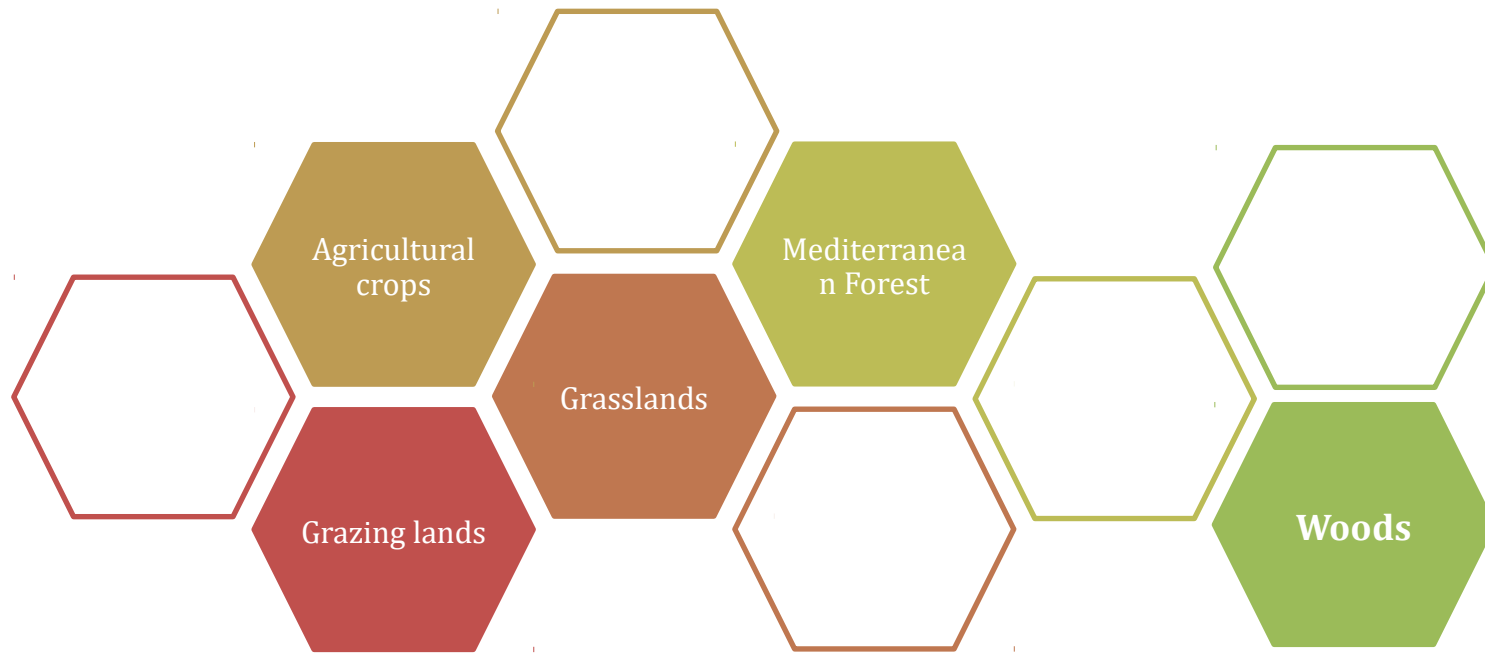 Agricultural
crops
Mediterranea
n Forest
Grasslands
Grazing lands
Woods